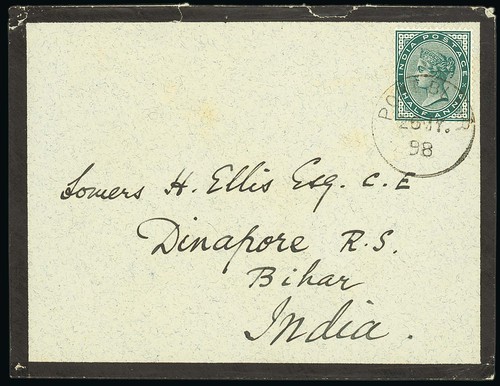 INDIA POSTAGE
HALF ANNA
98
Somers H. Ellis Esq. C.E
Dinapore R.S.
Bihar
India.